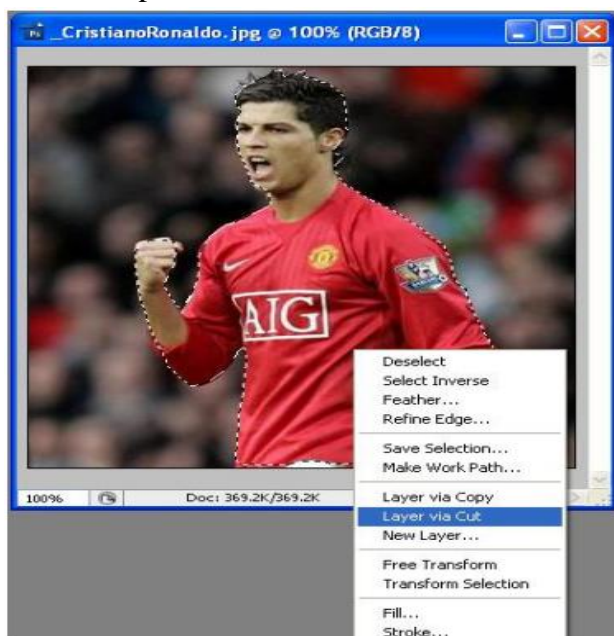 _CristianoRonaldo.jpg @ 100% (RGB/8)
AIG
Deselect
Select Inverse
Feather...
Refine Edge...
Save Selection...
Make Work Path...
Layer via Copy
Layer via Cut
New Layer...
Free Transform
Transform Selection
Fill...
Stroke...
100%
Doc: 369.2K/369.2K